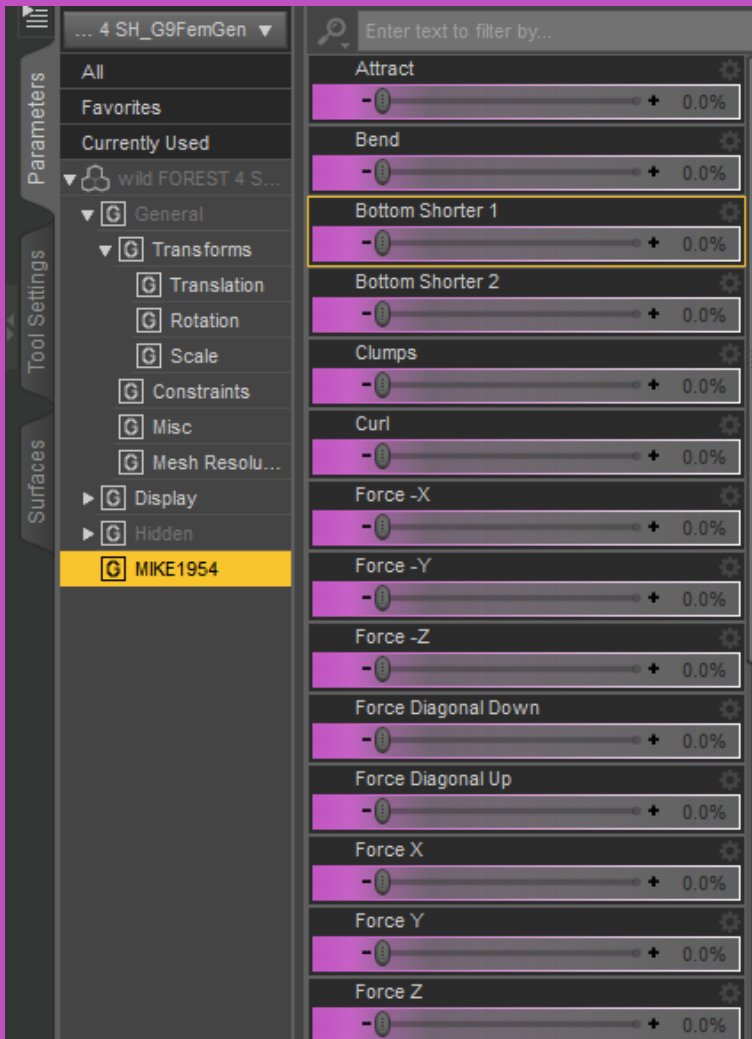 ... 4 SH_G9FemGen
Enter text to filter by...
Parameters
Tool Settings
Surfaces
All
Favorites
Currently Used
wild FOREST 4 S...
G General
G Transforms
G Translation
G Rotation
G Scale
G Constraints
G Misc
G Mesh Resolu...
G Display
G Hidden
G MIKE1954
Attract
- + 0.0%
Bend
- + 0.0%
Bottom Shorter 1
- + 0.0%
Bottom Shorter 2
- + 0.0%
Clumps
- + 0.0%
Curl
- + 0.0%
Force -X
- + 0.0%
Force -Y
- + 0.0%
Force -Z
- + 0.0%
Force Diagonal Down
- + 0.0%
Force Diagonal Up
- + 0.0%
Force X
- + 0.0%
Force Y
- + 0.0%
Force Z
- + 0.0%